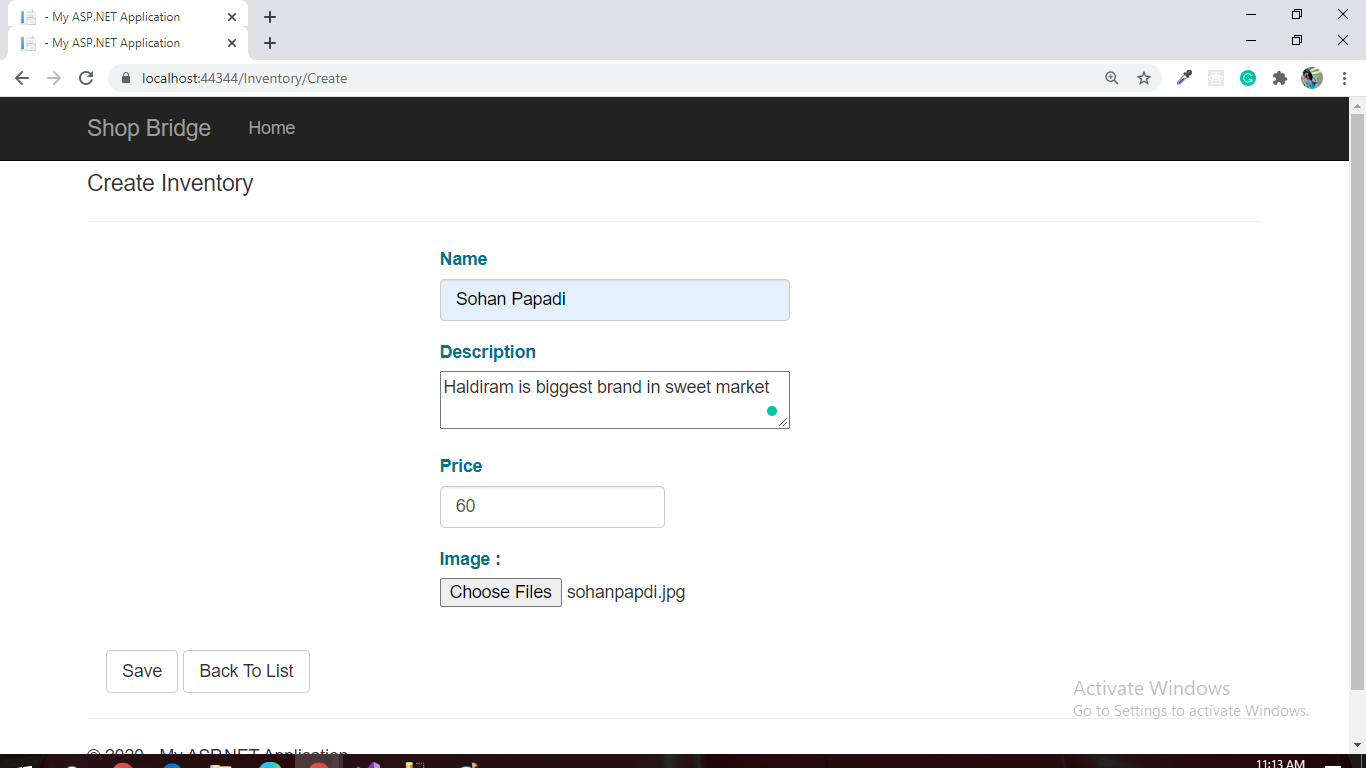 - My ASP.NET Application
- My ASP.NET Application
localhost:44344/Inventory/Create
Shop Bridge Home
Create Inventory
Name
Sohan Papadi
Description
Haldiram is biggest brand in sweet market
Price
60
Image :
Choose Files sohanpapdi.jpg
Save Back To List
Activate Windows
Go to Settings to activate Windows.
© 2020 - My ASP.NET Application
11:13 AM